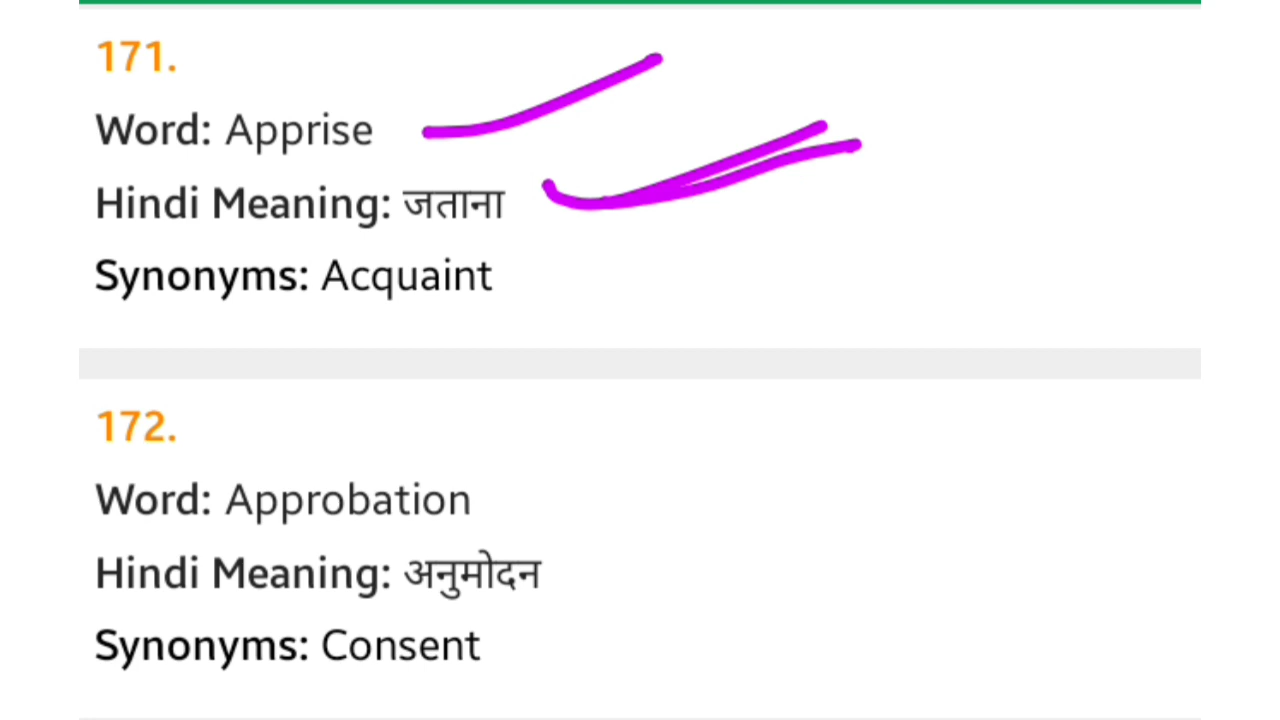 171.
Word: Apprise
Hindi Meaning: जताना
Synonyms: Acquaint
172.
Word: Approbation
Hindi Meaning: अनुमोदन
Synonyms: Consent